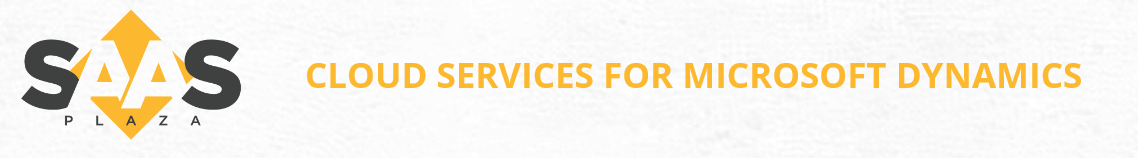 SAAS
PLAZA
CLOUD SERVICES FOR MICROSOFT DYNAMICS